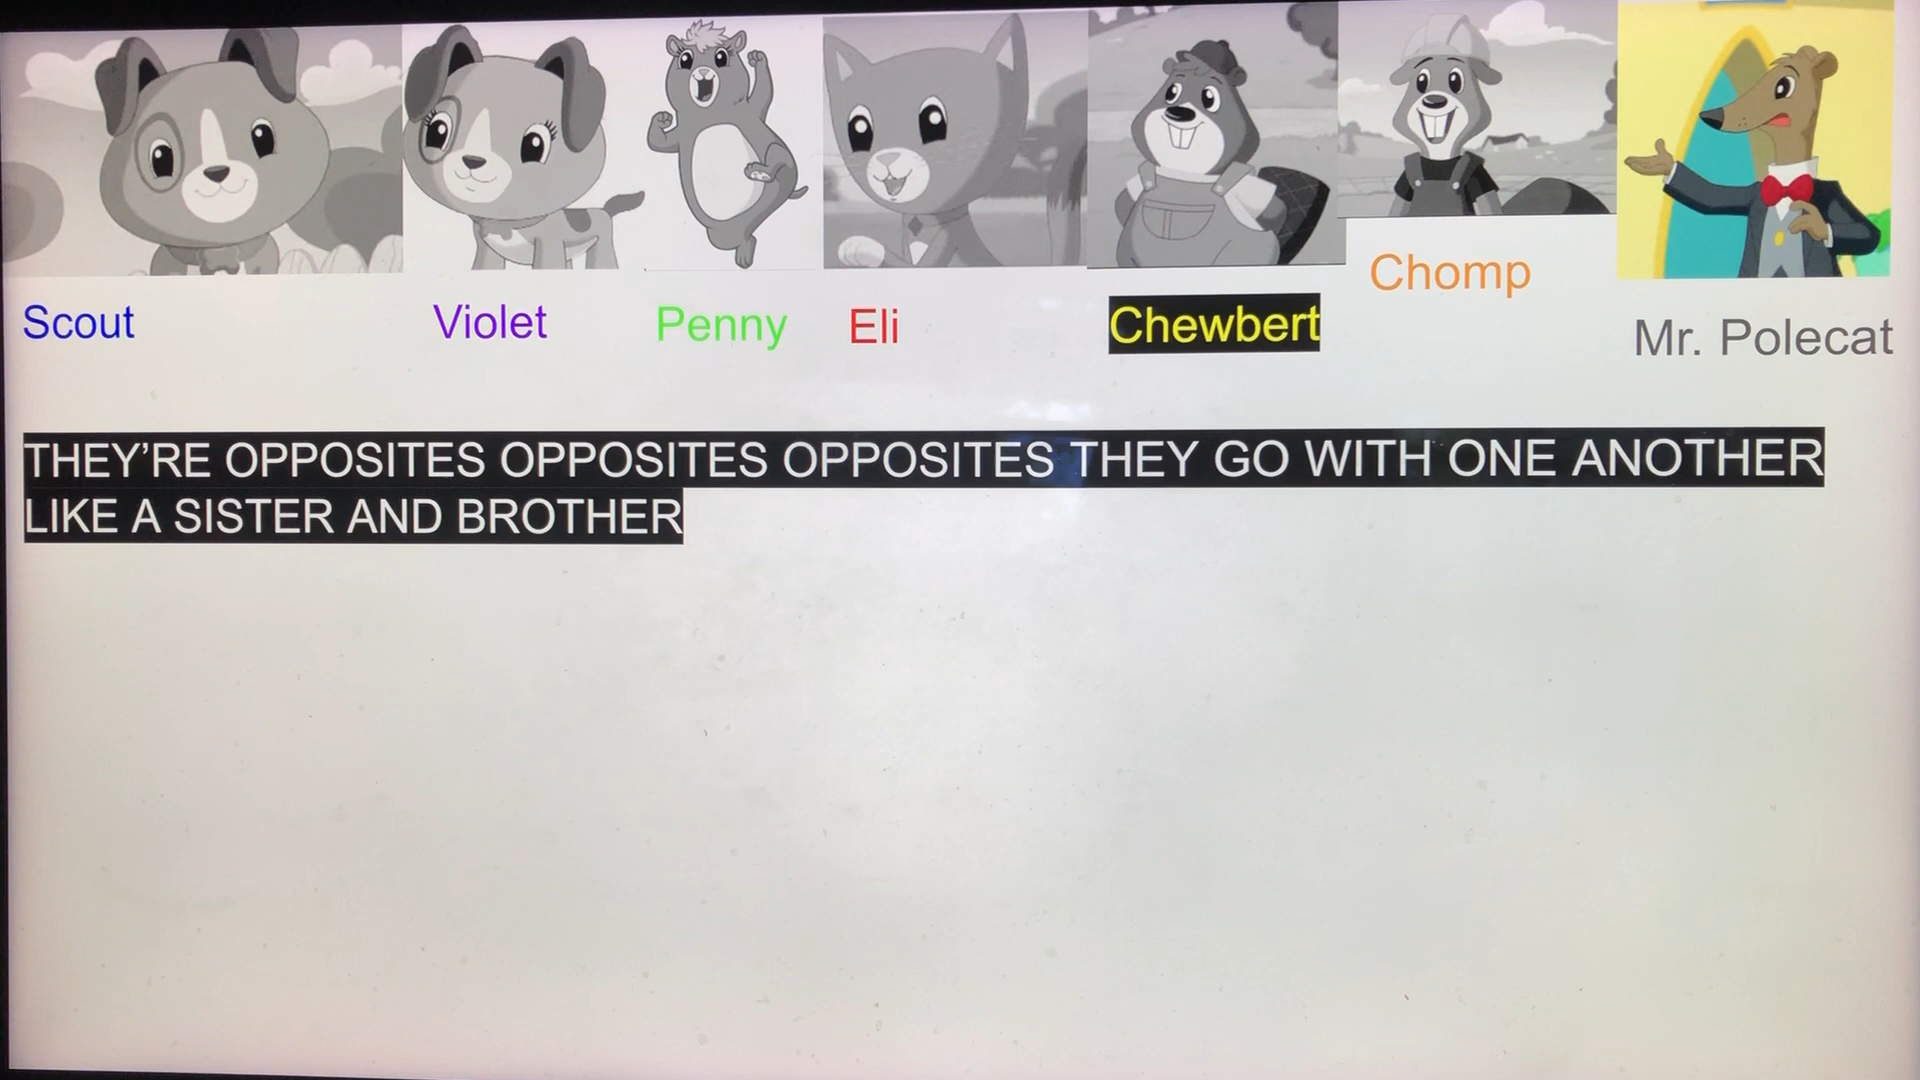 Scout Violet Penny Eli Chewbert Chomp Mr. Polecat
THEY’RE OPPOSITES OPPOSITES OPPOSITES THEY GO WITH ONE ANOTHER
LIKE A SISTER AND BROTHER